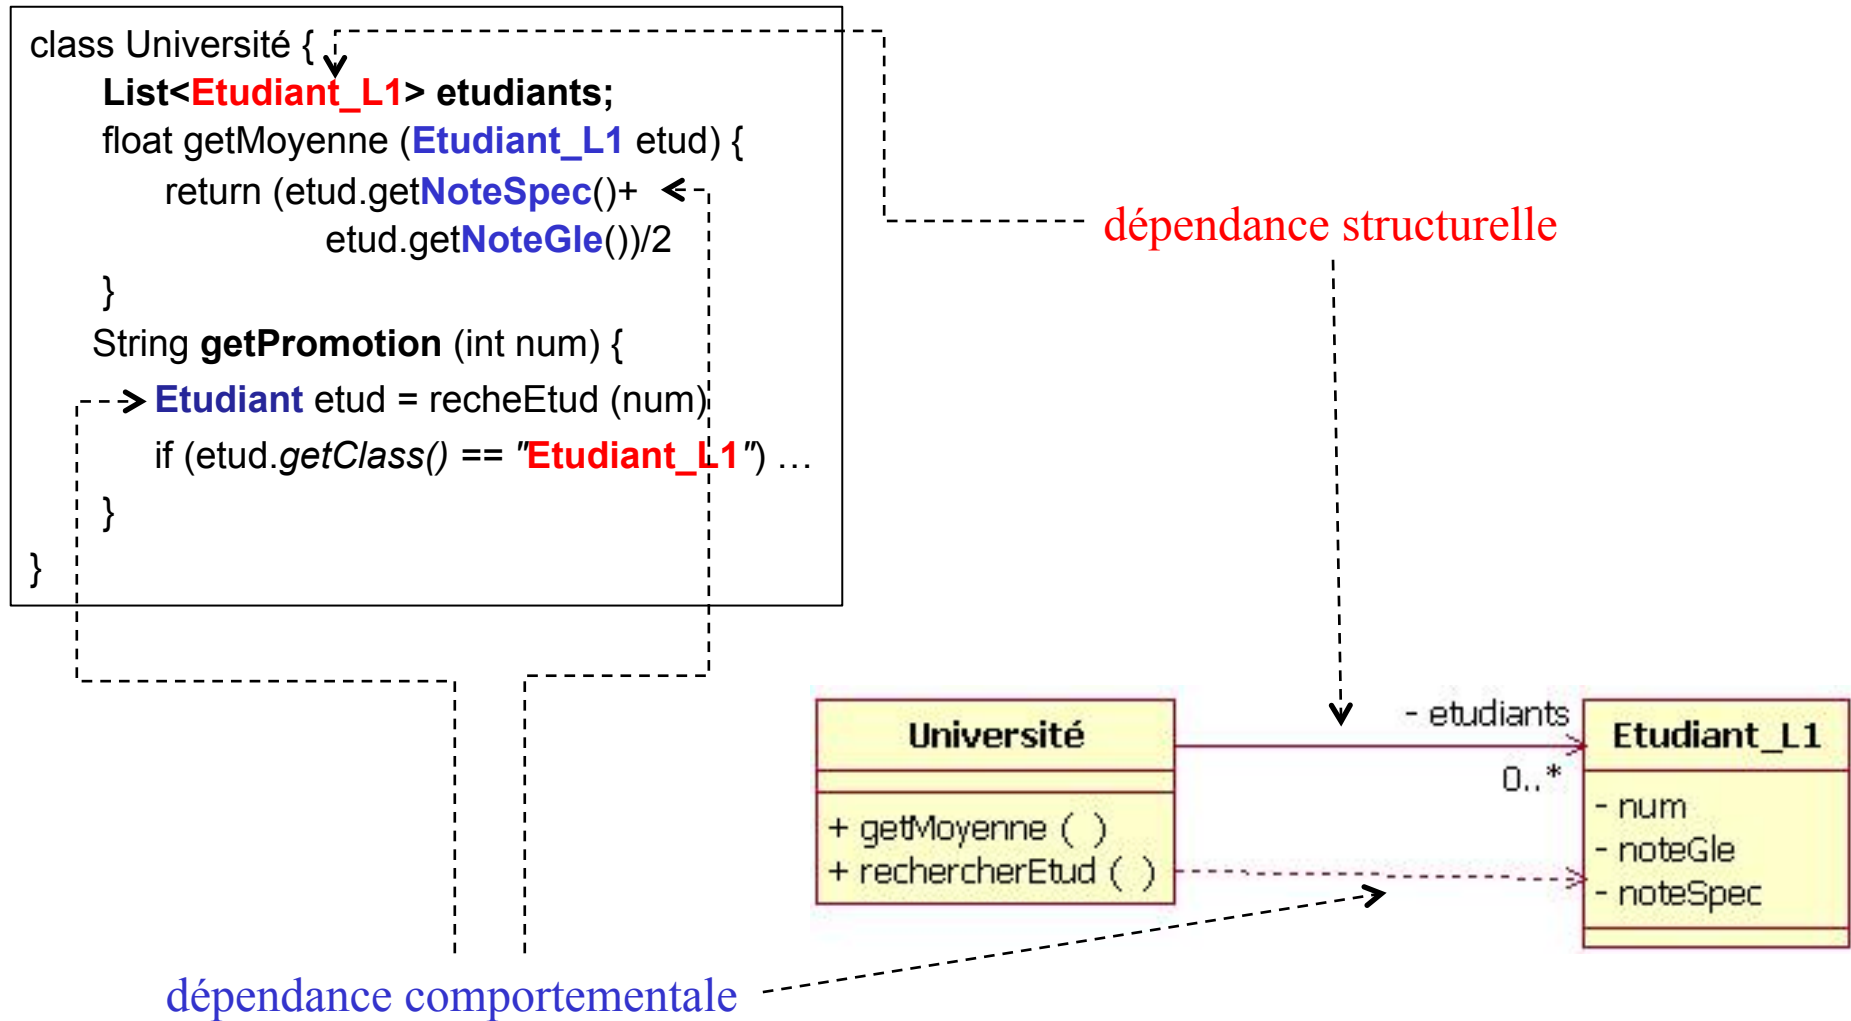 class Université {
List<Etudiant_L1> etudiants;
float getMoyenne (Etudiant_L1 etud) {
return (etud.getNoteSpec()+
etud.getNoteGle())/2
}
String getPromotion (int num) {
Etudiant etud = recheEtud (num)
if (etud.getClass() == "Etudiant_L1") …
}
}
dépendance structurelle
Université
+ getMoyenne ( )
+ rechercherEtud ( )
- etudiants
0..*
Etudiant_L1
- num
- noteGle
- noteSpec
dépendance comportementale